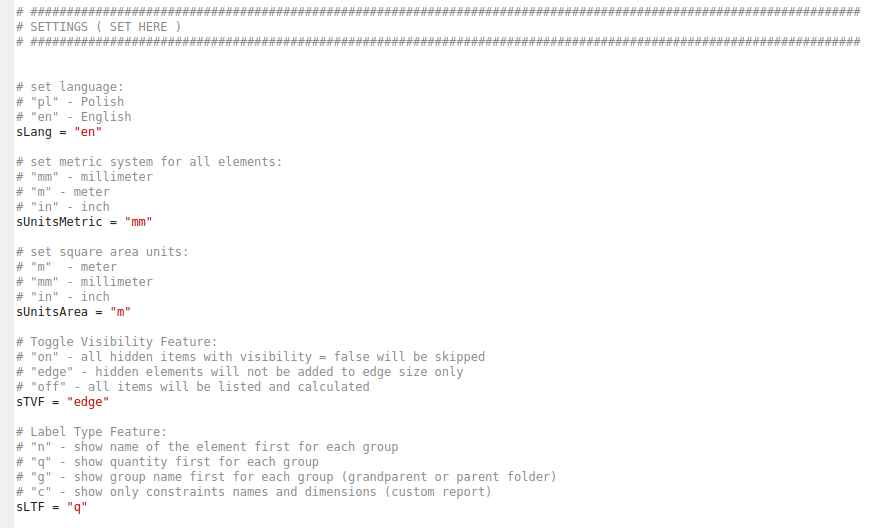 # ###################################################################################################################
# SETTINGS ( SET HERE )
# ###################################################################################################################
# set language:
# "pl" - Polish
# "en" - English
sLang = "en"
# set metric system for all elements:
# "mm" - millimeter
# "m" - meter
# "in" - inch
sUnitsMetric = "mm"
# set square area units:
# "m"  - meter
# "mm" - millimeter
# "in" - inch
sUnitsArea = "m"
# Toggle Visibility Feature:
# "on" - all hidden items with visibility = false will be skipped
# "edge" - hidden elements will not be added to edge size only
# "off" - all items will be listed and calculated
sTVF = "edge"
# Label Type Feature:
# "n" - show name of the element first for each group
# "q" - show quantity first for each group
# "g" - show group name first for each group (grandparent or parent folder)
# "c" - show only constraints names and dimensions (custom report)
sLTF = "q"